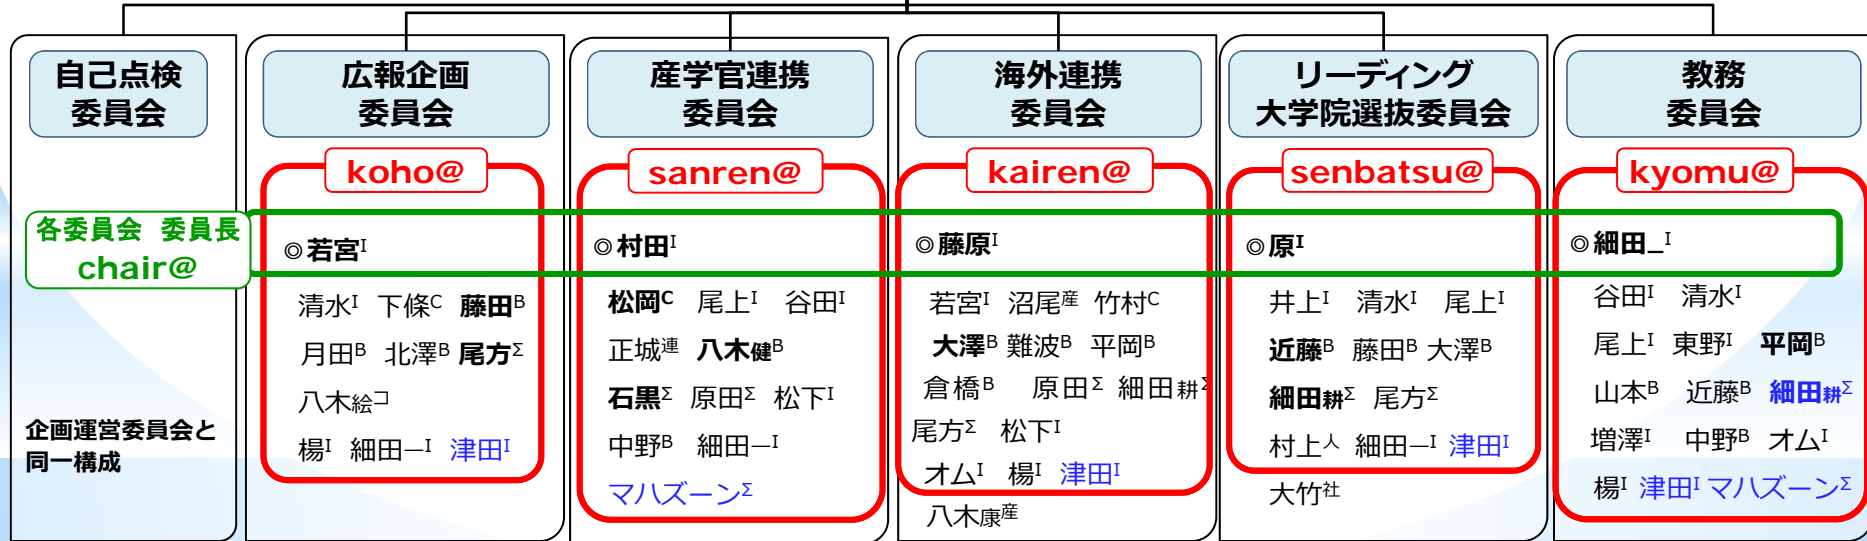 自己点検
委員会
企画運営委員会と
同一構成
各委員会 委員長
chair@
広報企画
委員会
koho@
◎若宮I
清水I 下條C 藤田B
月田B 北澤B 尾方Σ
八木絵コ
楊I 細田一I 津田I
産学官連携
委員会
sanren@
◎村田I
松岡C 尾上I 谷田I
正城連 八木健B
石黒Σ 原田Σ 松下I
中野B 細田一I
マハズーンΣ
海外連携
委員会
kairen@
◎藤原I
若宮I 沼尾産 竹村C
大澤B 難波B 平岡B
倉橋B 原田Σ 細田耕Σ
尾方Σ 松下I
オムI 楊I 津田I
八木康産
リーディング
大学院選抜委員会
senbatsu@
◎原I
井上I 清水I 尾上I
近藤B 藤田B 大澤B
細田耕Σ 尾方Σ
村上人 細田一I 津田I
大竹社
教務
委員会
kyomu@
◎細田一I
谷田I 清水I
尾上I 東野I 平岡B
山本B 近藤B 細田耕Σ
増澤I 中野B オムI
楊I 津田I マハズーンΣ